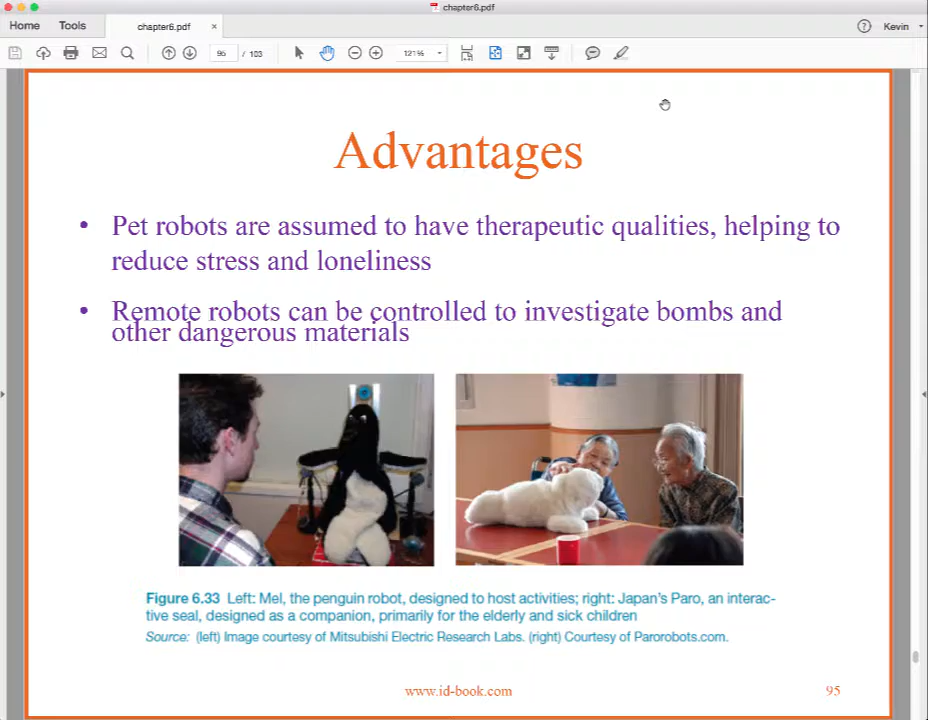 chapter6.pdf
Home Tools chapter6.pdf × Kevin
96 / 103 121%
Advantages
• Pet robots are assumed to have therapeutic qualities, helping to
reduce stress and loneliness
• Remote robots can be controlled to investigate bombs and
other dangerous materials
Figure 6.33 Left: Mel, the penguin robot, designed to host activities; right: Japan's Paro, an interac-
tive seal, designed as a companion, primarily for the elderly and sick children
Source: (left) Image courtesy of Mitsubishi Electric Research Labs. (right) Courtesy of Parorobots.com.
www.id-book.com 95